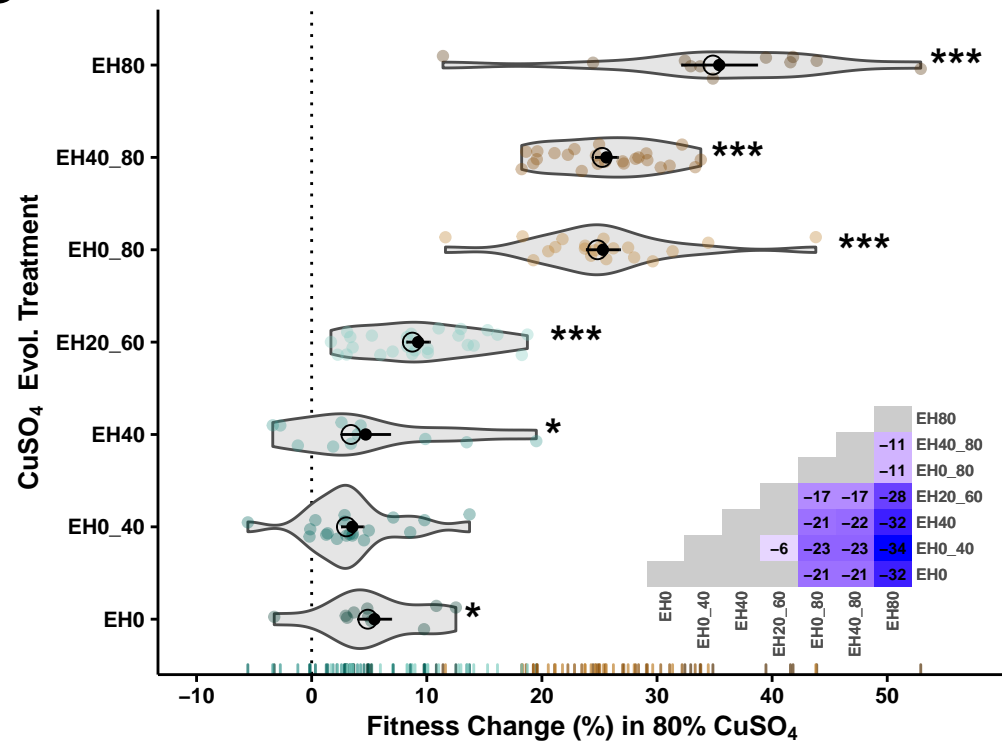 EH80
***
EH40_80
***
EH0_80
***
EH20_60
***
EH40
*
EH0_40
EH0
*
CuSO4 Evol. Treatment
−10 0 10 20 30 40 50
Fitness Change (%) in 80% CuSO4
EH80
−11 EH40_80
−11 EH0_80
−17 −17 −28 EH20_60
−21 −22 −32 EH40
−6 −23 −23 −34 EH0_40
−21 −21 −32 EH0
EH0 EH0_40 EH40 EH20_60 EH0_80 EH40_80 EH80